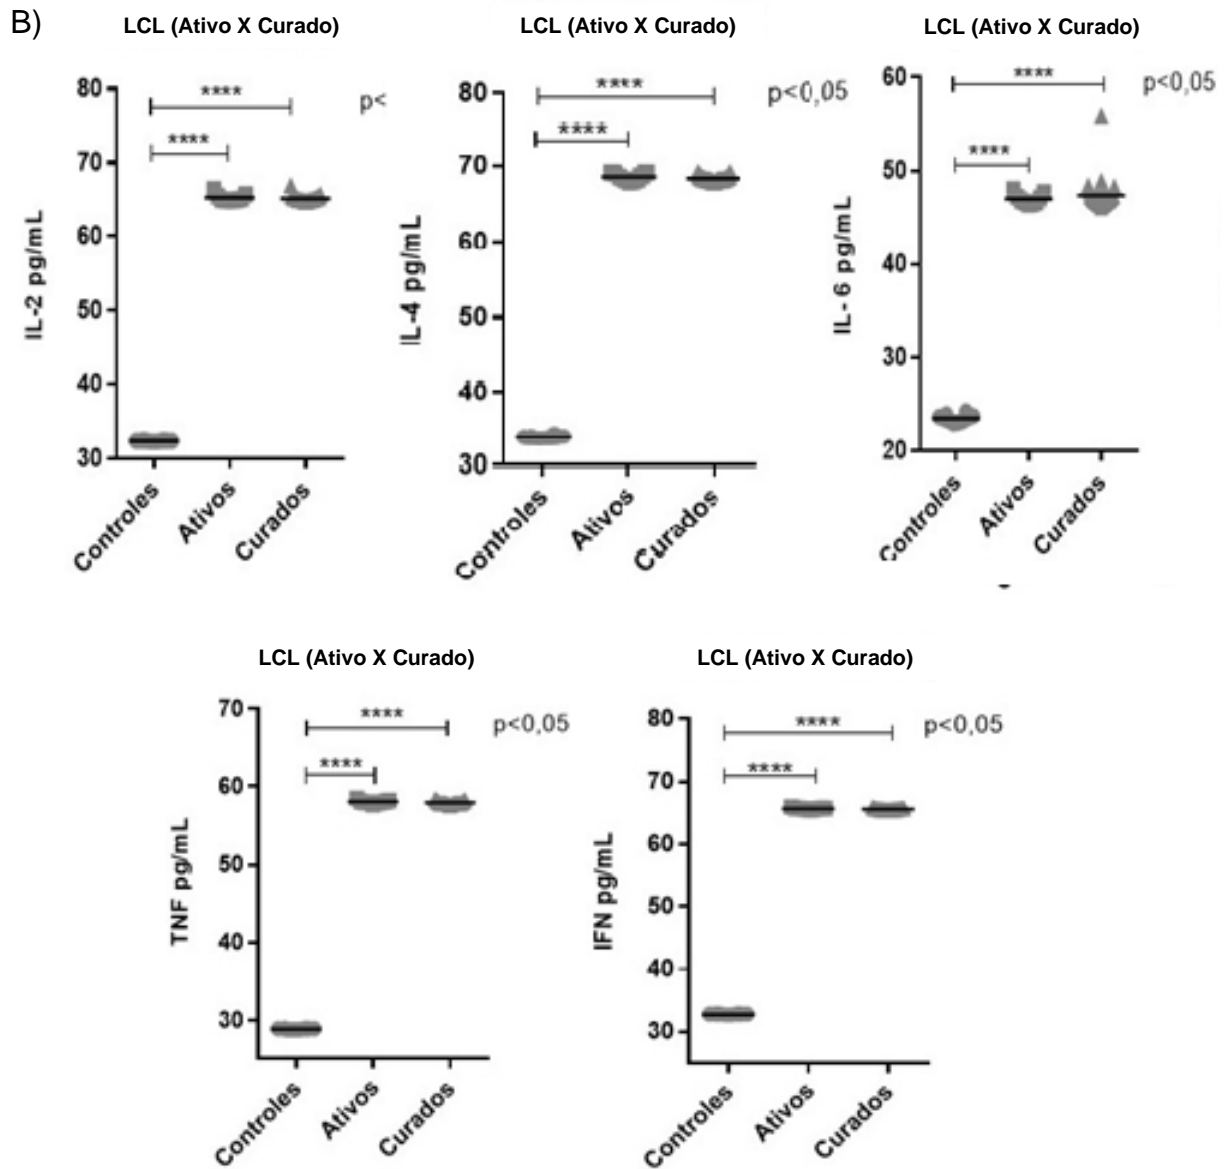 B)
LCL (Ativo X Curado)
IL-2 pg/mL
80
70
60
50
40
30
****
****
p<
Controles
Ativos
Curados
LCL (Ativo X Curado)
IL-4 pg/mL
80
70
60
50
40
30
****
****
p<0,05
Controles
Ativos
Curados
LCL (Ativo X Curado)
IL- 6 pg/mL
60
50
40
30
20
****
****
p<0,05
Controles
Ativos
Curados
LCL (Ativo X Curado)
TNF pg/mL
70
60
50
40
30
****
****
p<0,05
Controles
Ativos
Curados
LCL (Ativo X Curado)
IFN pg/mL
80
70
60
50
40
30
****
****
p<0,05
Controles
Ativos
Curados